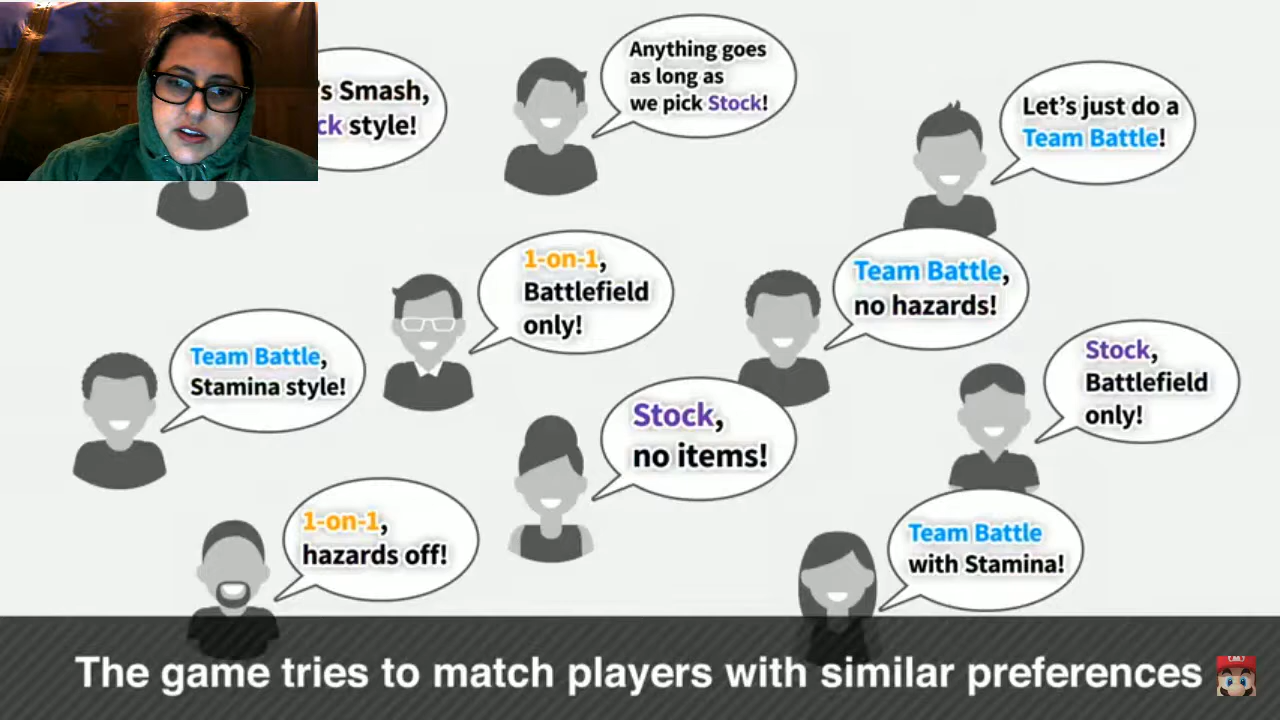 's Smash,
ck style!
Anything goes
as long as
we pick Stock!
Let's just do a
Team Battle!
1-on-1,
Battlefield
only!
Team Battle,
no hazards!
Team Battle,
Stamina style!
Stock,
Battlefield
only!
Stock,
no items!
1-on-1,
hazards off!
Team Battle
with Stamina!
The game tries to match players with similar preferences